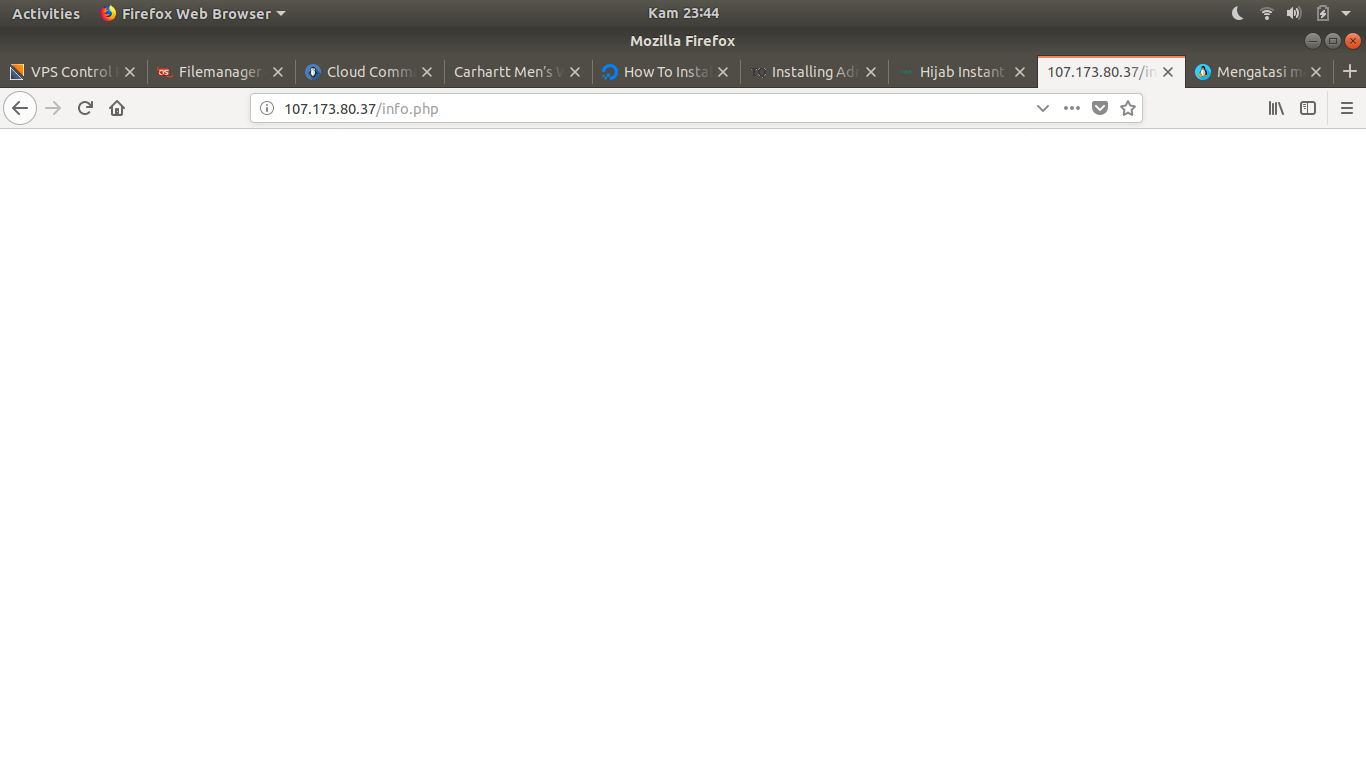 Activities Firefox Web Browser Kam 23:44
Mozilla Firefox
VPS Control Filemanager Cloud Comm Carhartt Men's How To Insta Installing Ad Hijab Instant 107.173.80.37/in Mengatasi m
107.173.80.37/info.php